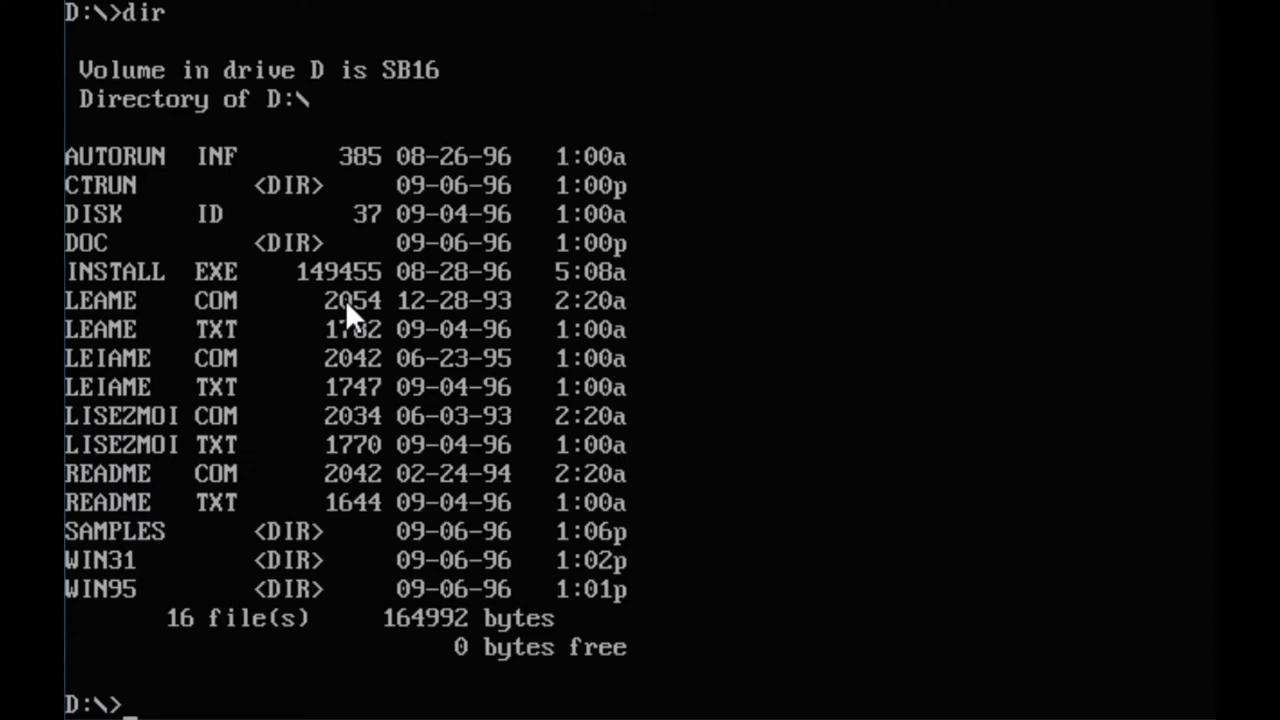 D:\>dir
Volume in drive D is SB16
Directory of D:\
AUTORUN INF 385 08-26-96 1:00a
CTRUN <DIR> 09-06-96 1:00p
DISK ID 37 09-04-96 1:00a
DOC <DIR> 09-06-96 1:00p
INSTALL EXE 149455 08-28-96 5:08a
LEAME COM 2054 12-28-93 2:20a
LEAME TXT 1782 09-04-96 1:00a
LEIAME COM 2042 06-23-95 1:00a
LEIAME TXT 1747 09-04-96 1:00a
LISEZMOI COM 2034 06-03-93 2:20a
LISEZMOI TXT 1770 09-04-96 1:00a
README COM 2042 02-24-94 2:20a
README TXT 1644 09-04-96 1:00a
SAMPLES <DIR> 09-06-96 1:06p
WIN31 <DIR> 09-06-96 1:02p
WIN95 <DIR> 09-06-96 1:01p
16 file(s) 164992 bytes
0 bytes free
D:\>_